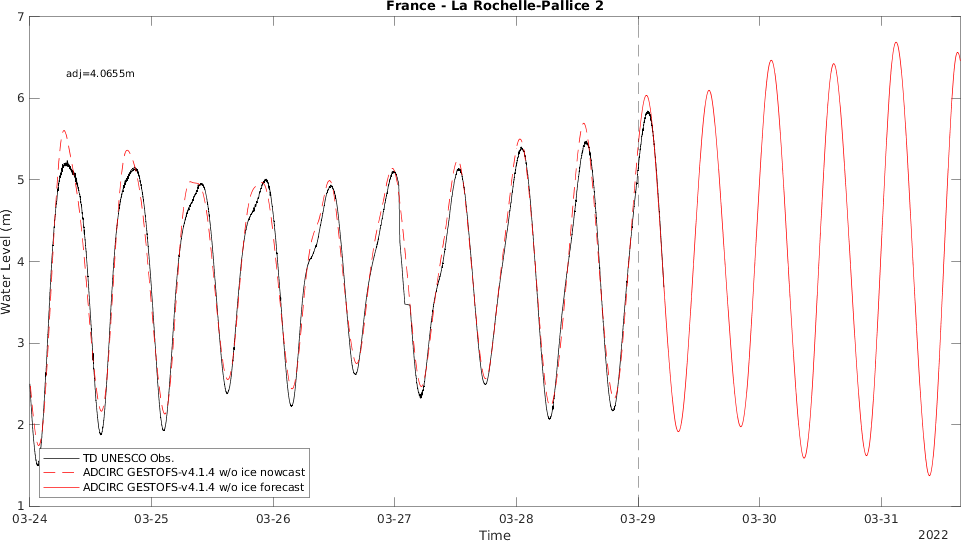 France - La Rochelle-Pallice 2
adj=4.0655m
Water Level (m)
7
6
5
4
3
2
1
TD UNESCO Obs.
ADCIRC GESTOFS-v4.1.4 w/o ice nowcast
ADCIRC GESTOFS-v4.1.4 w/o ice forecast
03-24 03-25 03-26 03-27 03-28 03-29 03-30 03-31
Time
2022